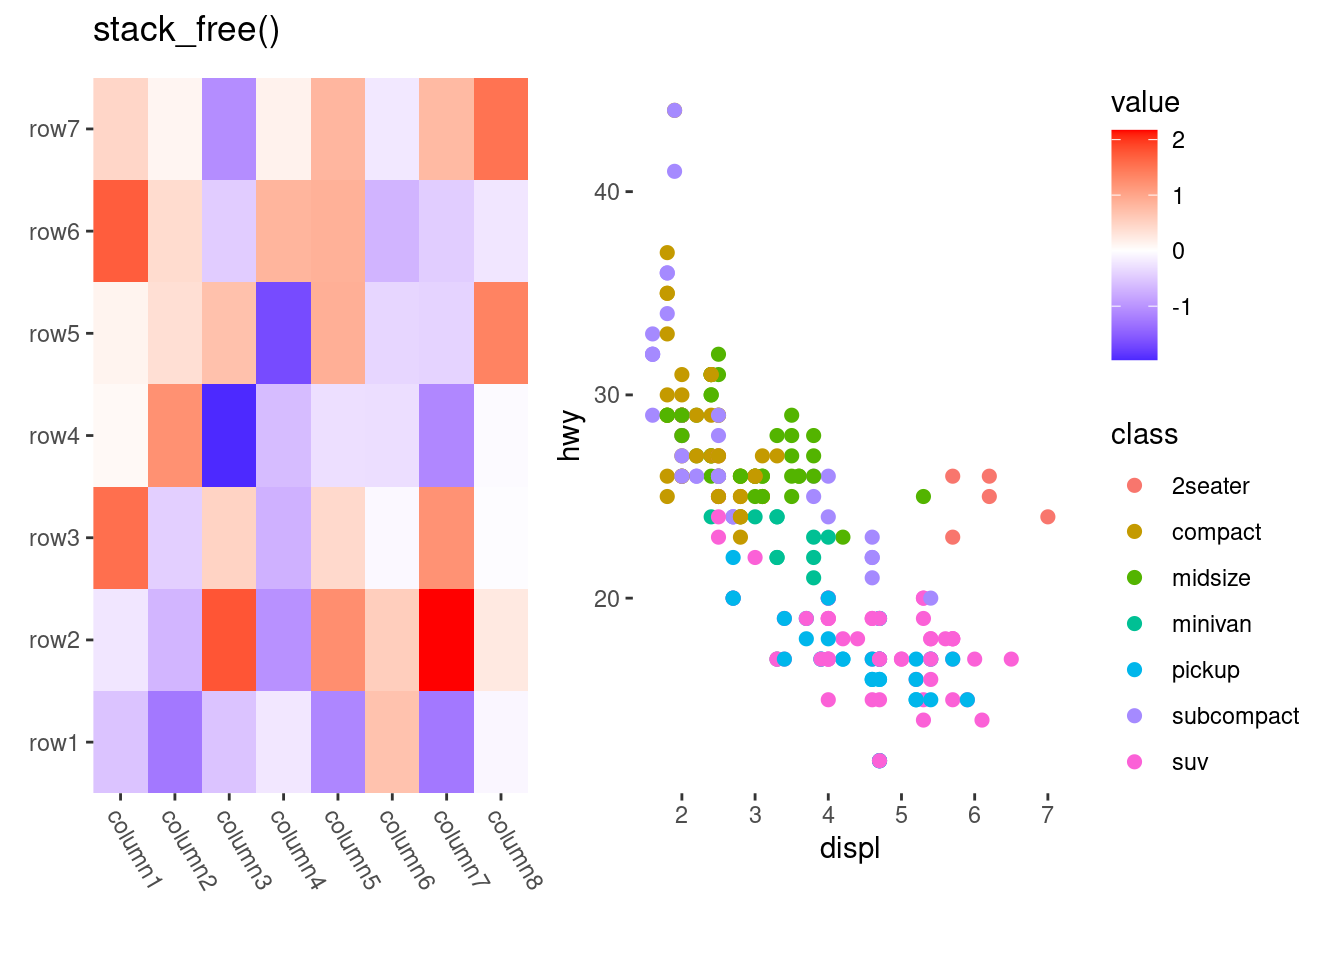 stack_free()
row7
row6
row5
row4
row3
row2
row1
column1
column2
column3
column4
column5
column6
column7
column8
hwy
40
30
20
2 3 4 5 6 7
displ
value
2
1
0
-1
class
2seater
compact
midsize
minivan
pickup
subcompact
suv